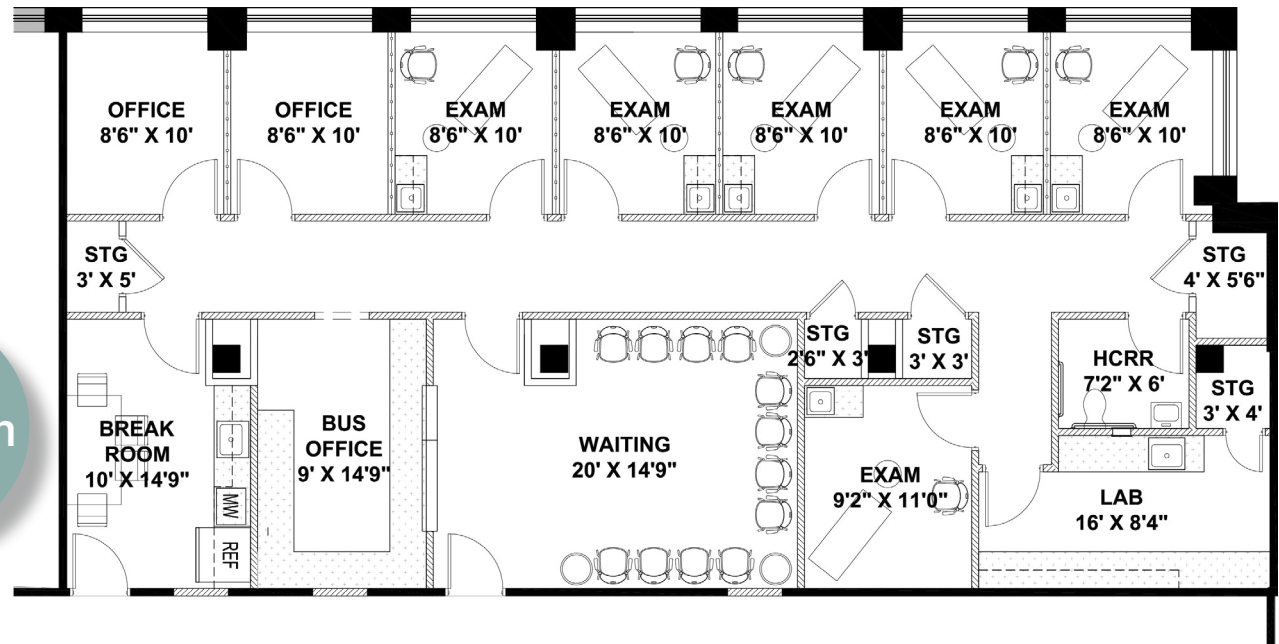 OFFICE
8'6" X 10'
OFFICE
8'6" X 10'
EXAM
8'6" X 10'
EXAM
8'6" X 10'
EXAM
8'6" X 10'
EXAM
8'6" X 10'
EXAM
8'6" X 10'
STG
3' X 5'
STG
4' X 5'6"
STG
2'6" X 3'
STG
3' X 3'
HCRR
7'2" X 6'
STG
3' X 4'
BREAK
ROOM
10' X 14'9"
BUS
OFFICE
9' X 14'9"
WAITING
20' X 14'9"
EXAM
9'2" X 11'0"
LAB
16' X 8'4"
MW
REF